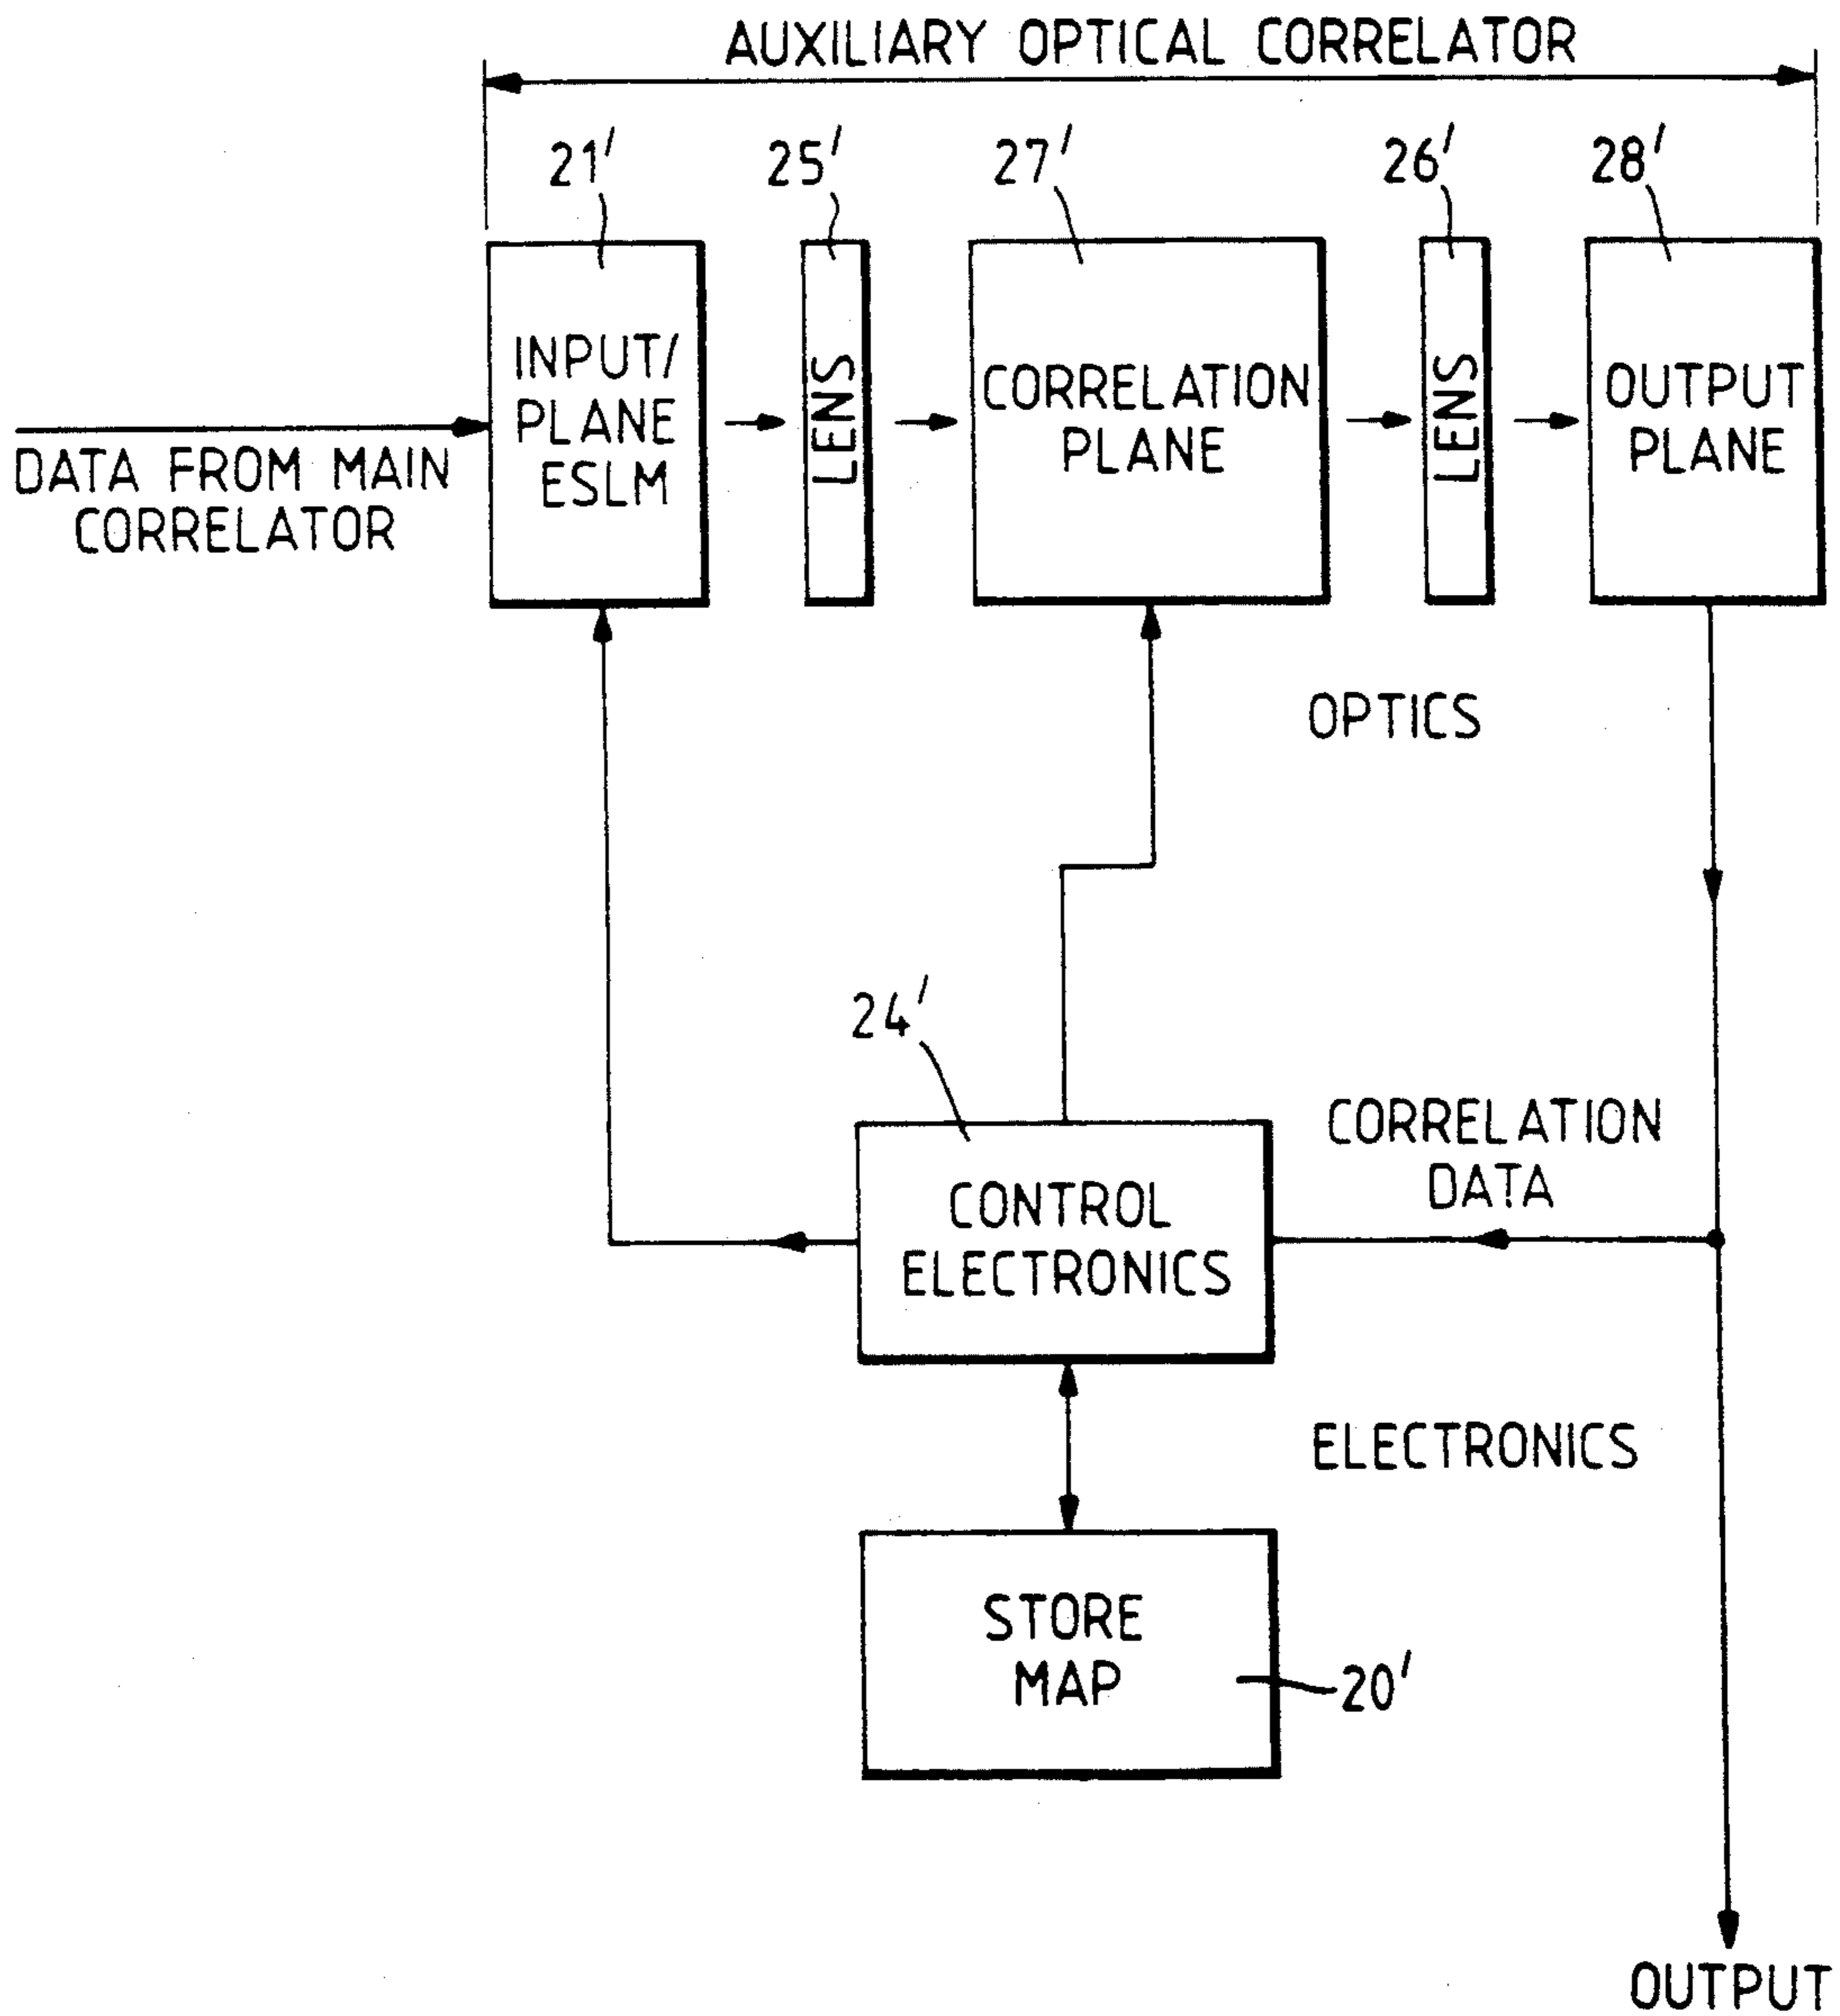 AUXILIARY OPTICAL CORRELATOR
21'
25'
27'
26'
28'
INPUT/
PLANE
ESLM
LENS
CORRELATION
PLANE
LENS
OUTPUT
PLANE
DATA FROM MAIN
CORRELATOR
OPTICS
24'
CORRELATION
DATA
CONTROL
ELECTRONICS
ELECTRONICS
STORE
MAP
20'
OUTPUT